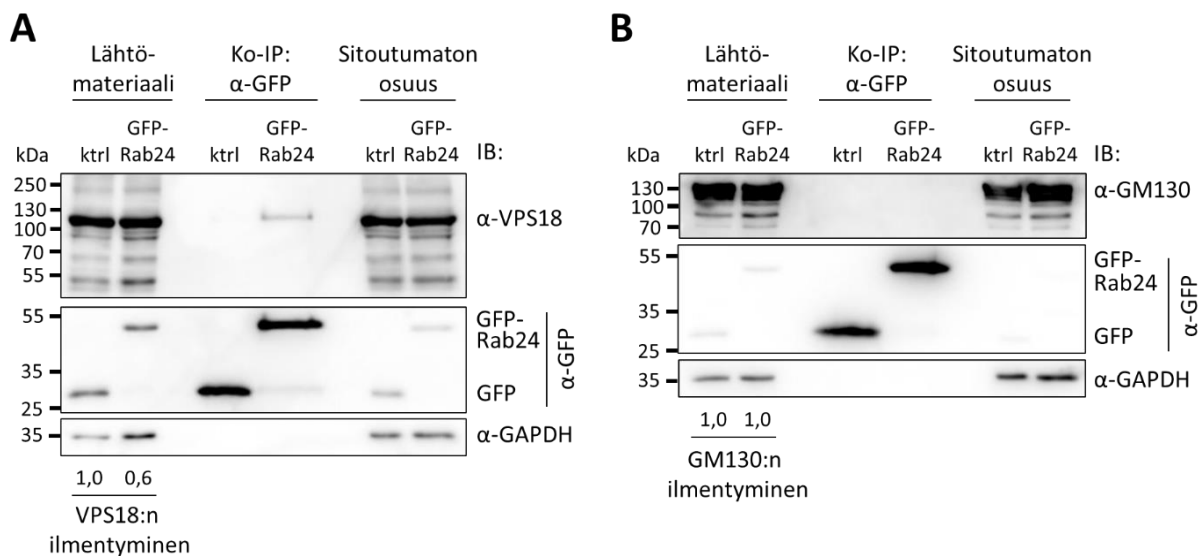 A
Lähtö-
materiaali
Ko-IP:
α-GFP
Sitoutumaton
osuus
kDa
ktrl
GFP-
Rab24
ktrl
GFP-
Rab24
ktrl
GFP-
Rab24
IB:
250
130
100
70
55
α-VPS18
55
35
25
GFP-
Rab24
GFP
α-GFP
35
α-GAPDH
1,0 0,6
VPS18:n
ilmentyminen
B
Lähtö-
materiaali
Ko-IP:
α-GFP
Sitoutumaton
osuus
kDa
ktrl
GFP-
Rab24
ktrl
GFP-
Rab24
ktrl
GFP-
Rab24
IB:
130
100
70
α-GM130
55
35
25
GFP-
Rab24
GFP
α-GFP
35
α-GAPDH
1,0 1,0
GM130:n
ilmentyminen